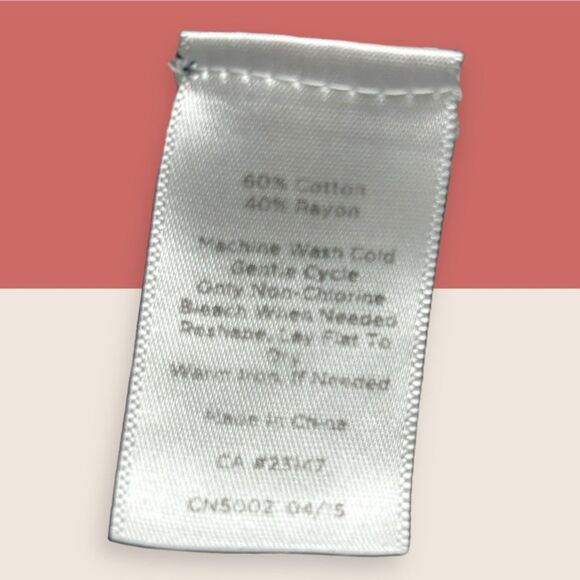 60% Cotton
40% Rayon
Machine Wash Cold
Gentle Cycle
Only Non-Chlorine
Bleach When Needed
Reshape, Lay Flat To
Dry
Warm Iron, If Needed
Made In China
CA #23147
CN5002 04/15